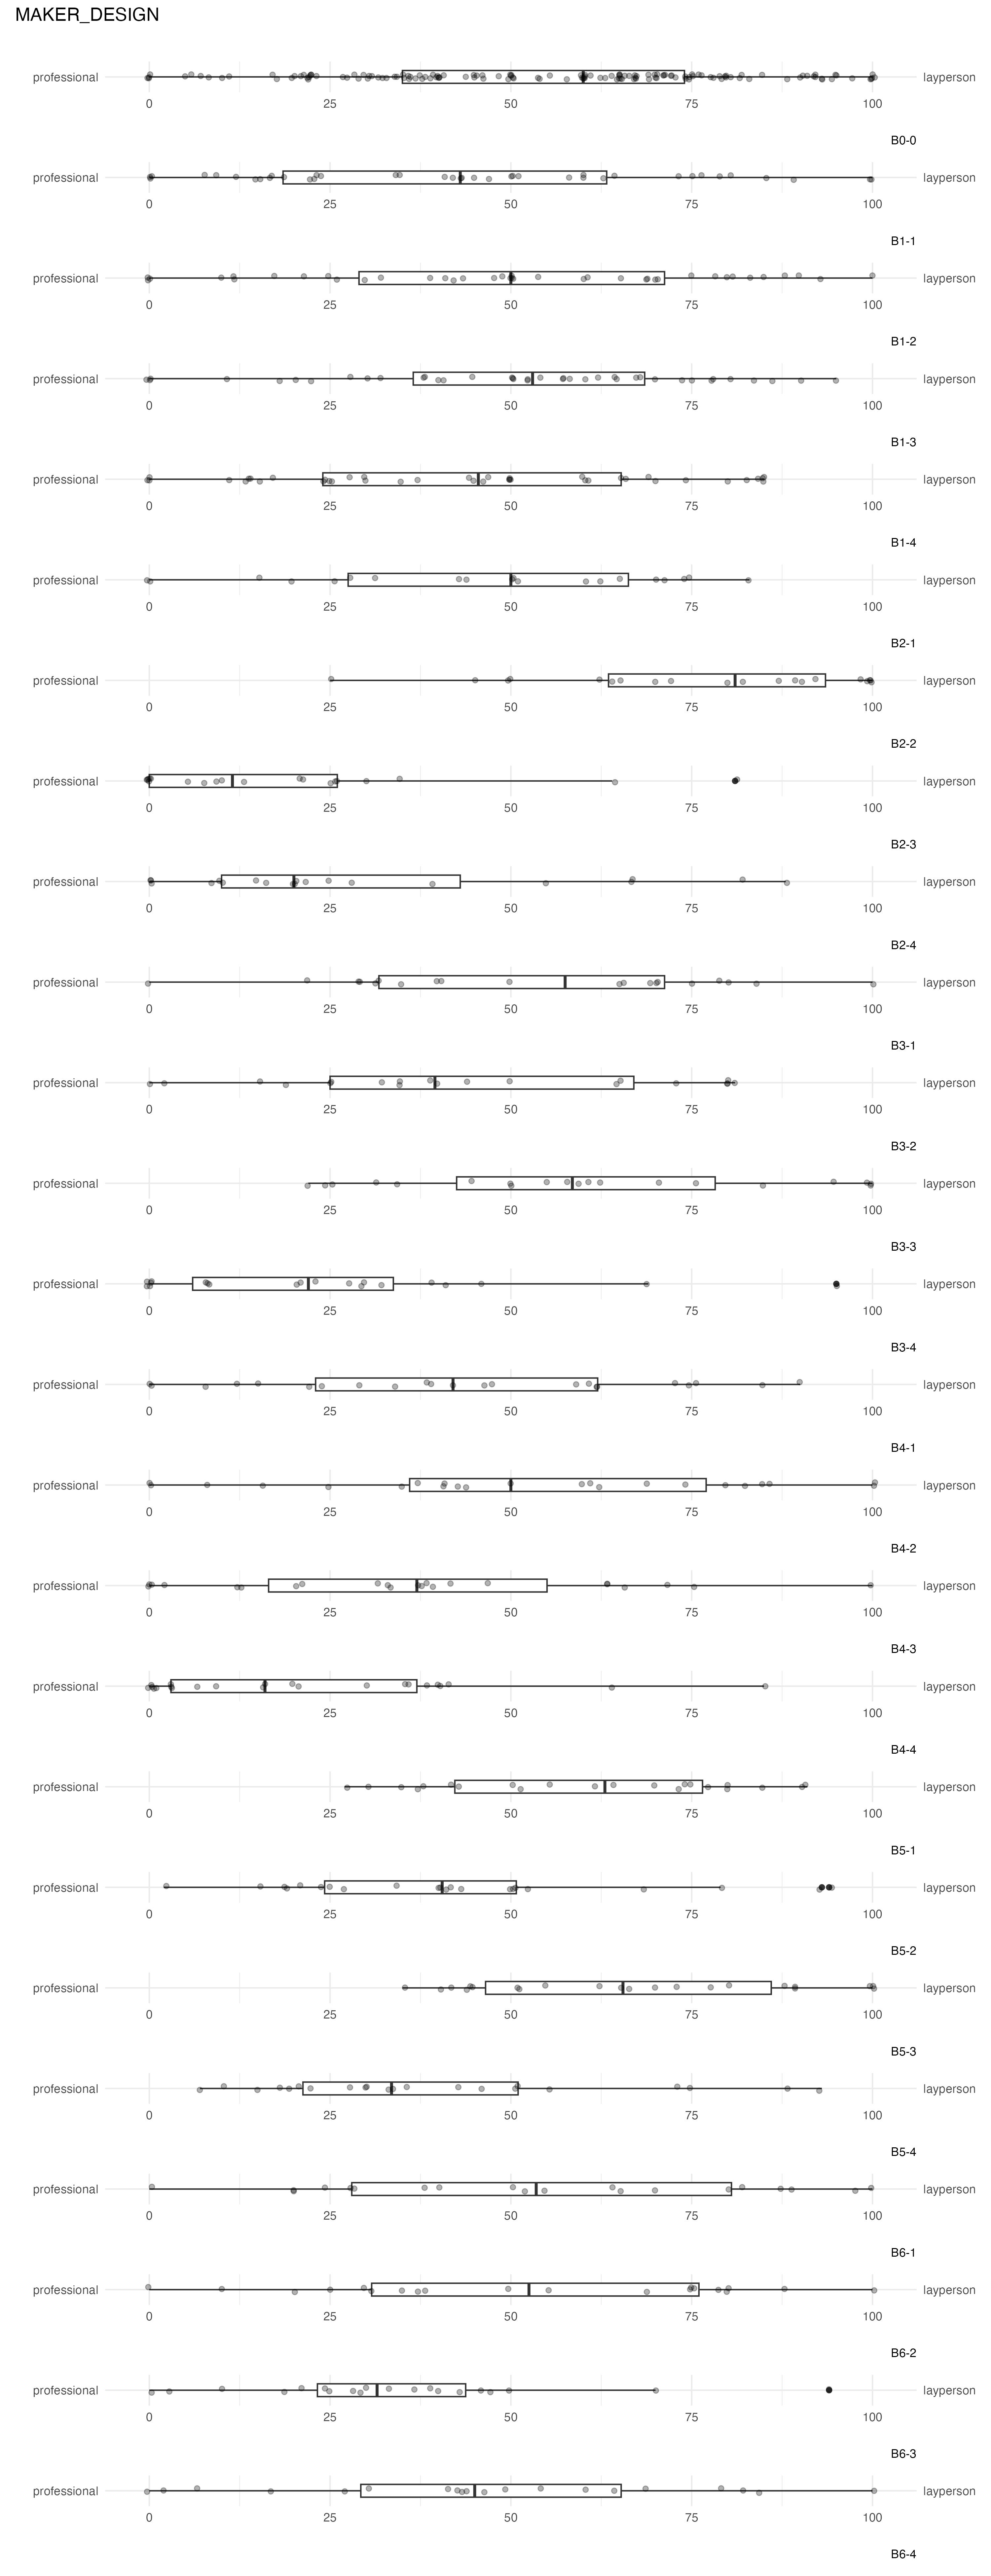 MAKER_DESIGN
professional layperson
0 25 50 75 100
B0-0
professional layperson
0 25 50 75 100
B1-1
professional layperson
0 25 50 75 100
B1-2
professional layperson
0 25 50 75 100
B1-3
professional layperson
0 25 50 75 100
B1-4
professional layperson
0 25 50 75 100
B2-1
professional layperson
0 25 50 75 100
B2-2
professional layperson
0 25 50 75 100
B2-3
professional layperson
0 25 50 75 100
B2-4
professional layperson
0 25 50 75 100
B3-1
professional layperson
0 25 50 75 100
B3-2
professional layperson
0 25 50 75 100
B3-3
professional layperson
0 25 50 75 100
B3-4
professional layperson
0 25 50 75 100
B4-1
professional layperson
0 25 50 75 100
B4-2
professional layperson
0 25 50 75 100
B4-3
professional layperson
0 25 50 75 100
B4-4
professional layperson
0 25 50 75 100
B5-1
professional layperson
0 25 50 75 100
B5-2
professional layperson
0 25 50 75 100
B5-3
professional layperson
0 25 50 75 100
B5-4
professional layperson
0 25 50 75 100
B6-1
professional layperson
0 25 50 75 100
B6-2
professional layperson
0 25 50 75 100
B6-3
professional layperson
0 25 50 75 100
B6-4